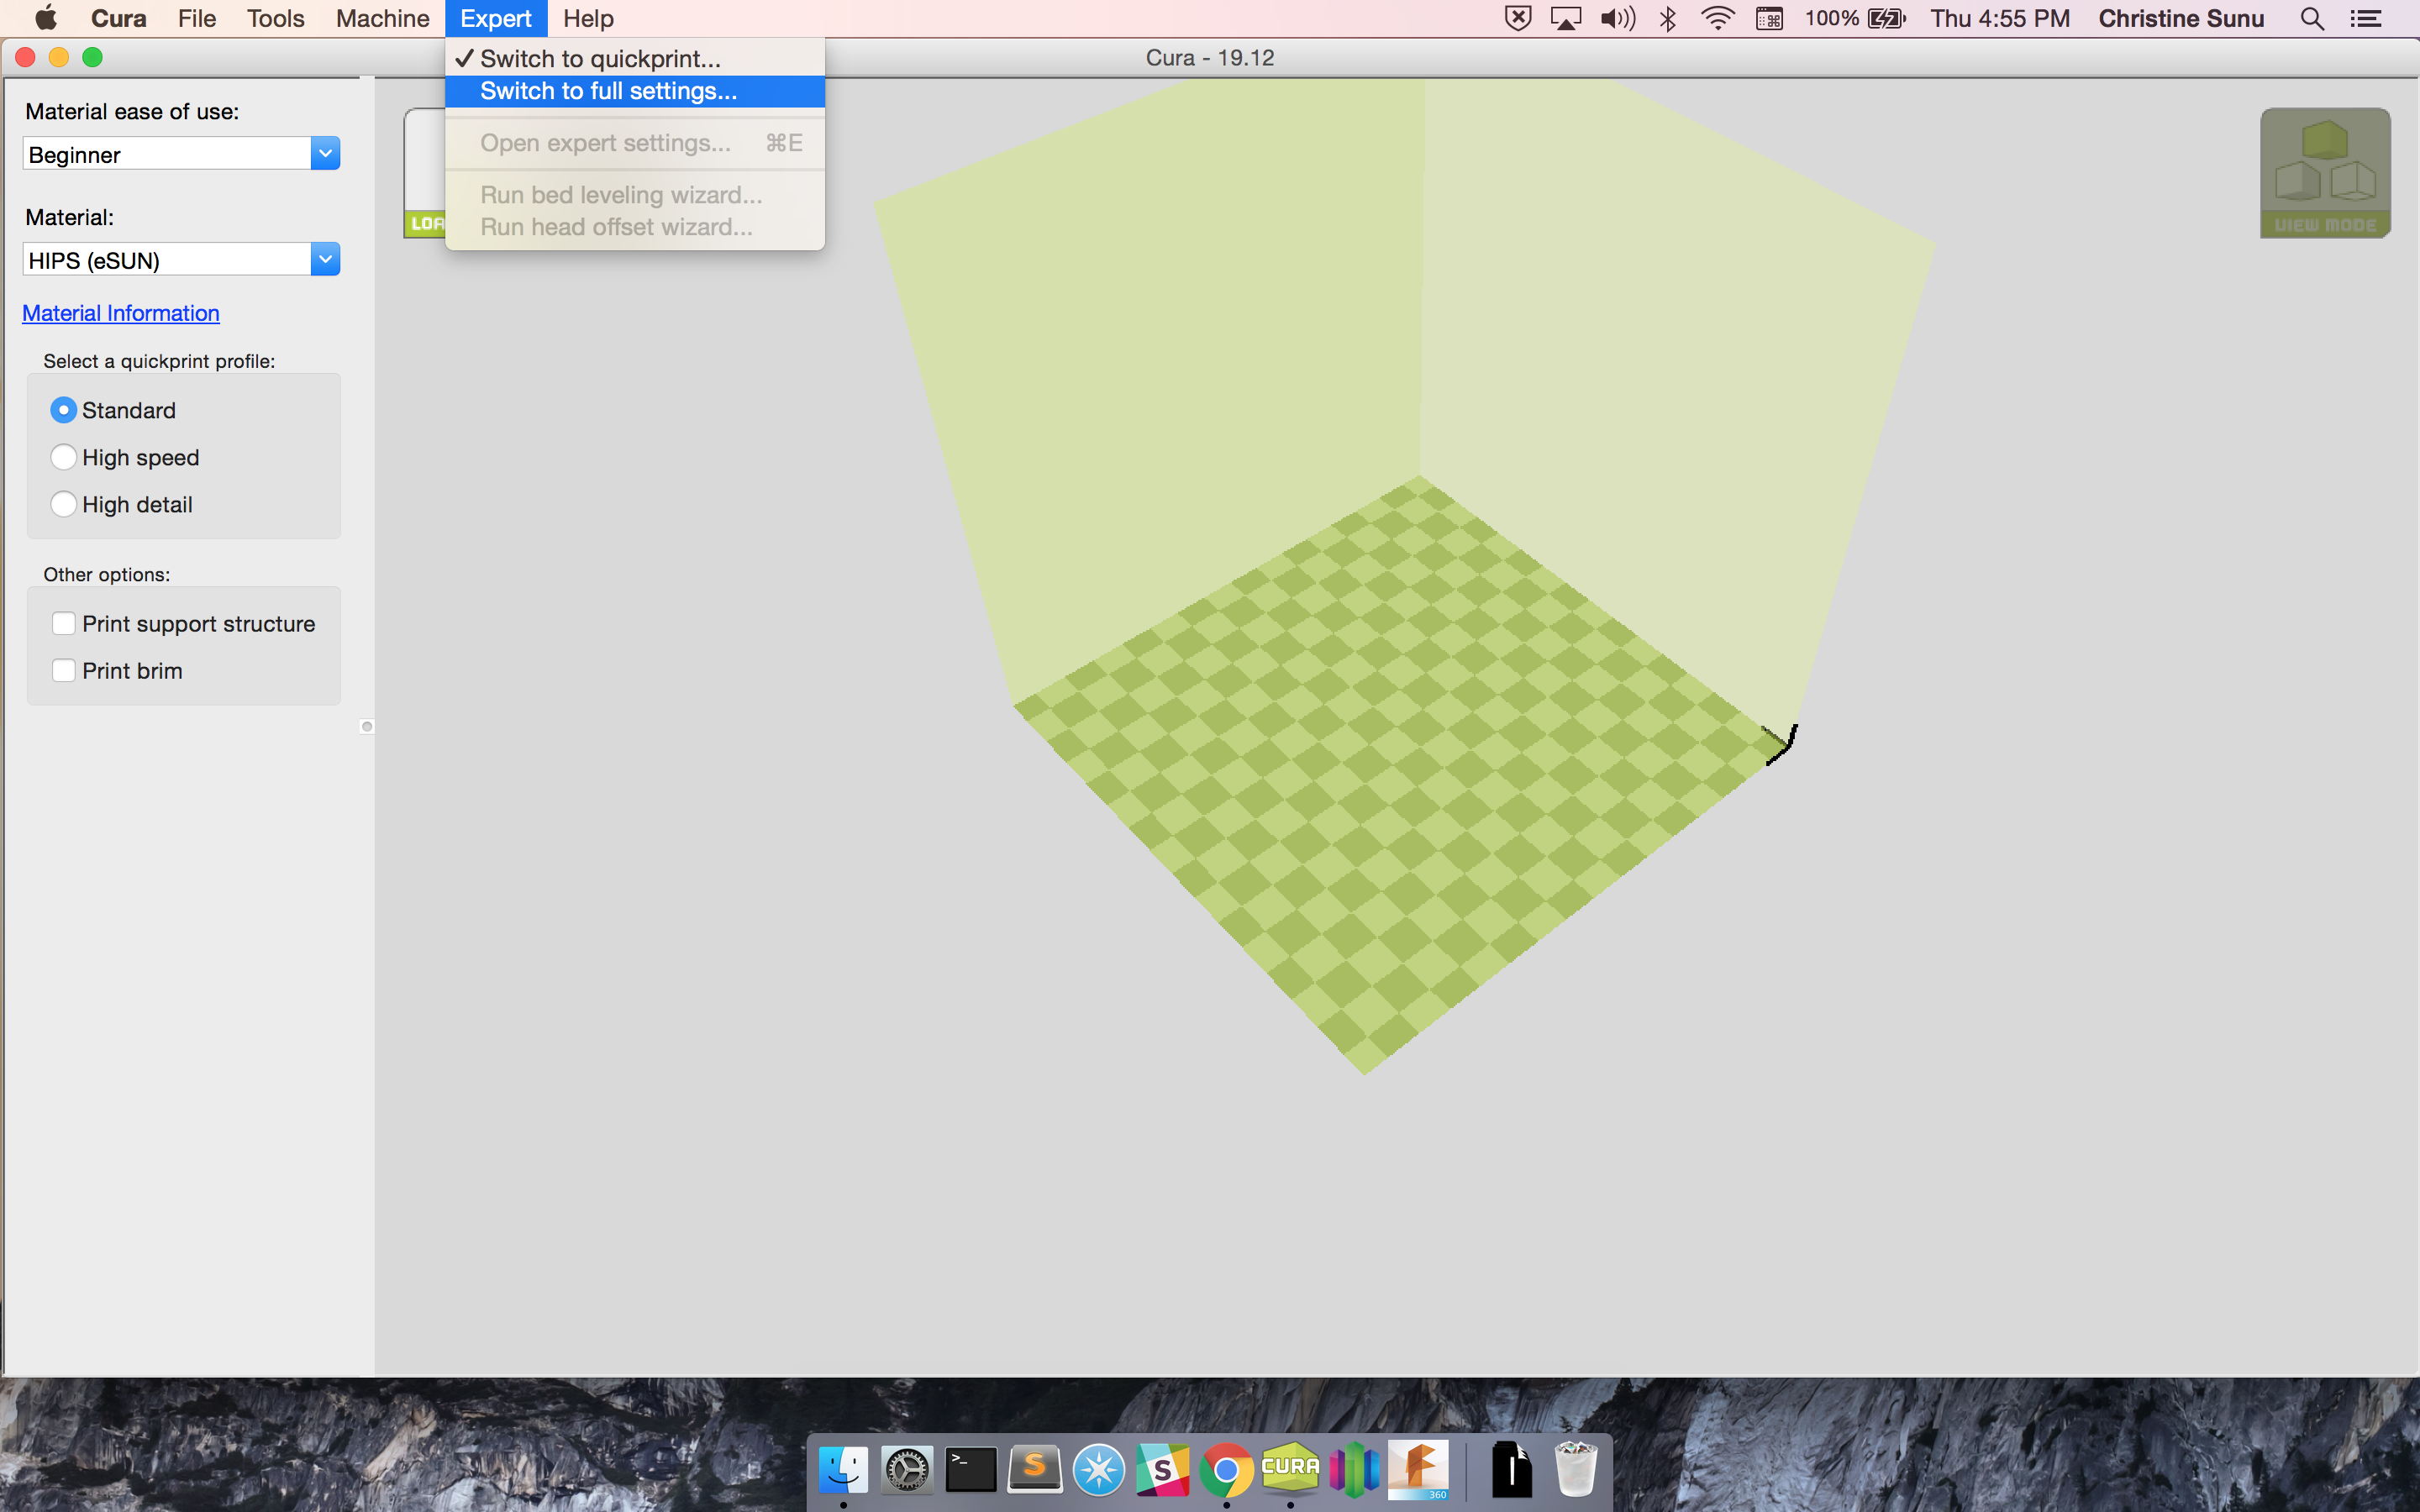 Cura File Tools Machine Expert Help 100% Thu 4:55 PM Christine Sunu
Cura - 19.12
✓ Switch to quickprint...
Switch to full settings...
Open expert settings... ⌘E
Run bed leveling wizard...
Run head offset wizard...
Material ease of use:
Beginner
Material:
HIPS (eSUN)
Material Information
Select a quickprint profile:
Standard
High speed
High detail
Other options:
Print support structure
Print brim
VIEW MODE
>_
S
S
CURA
360